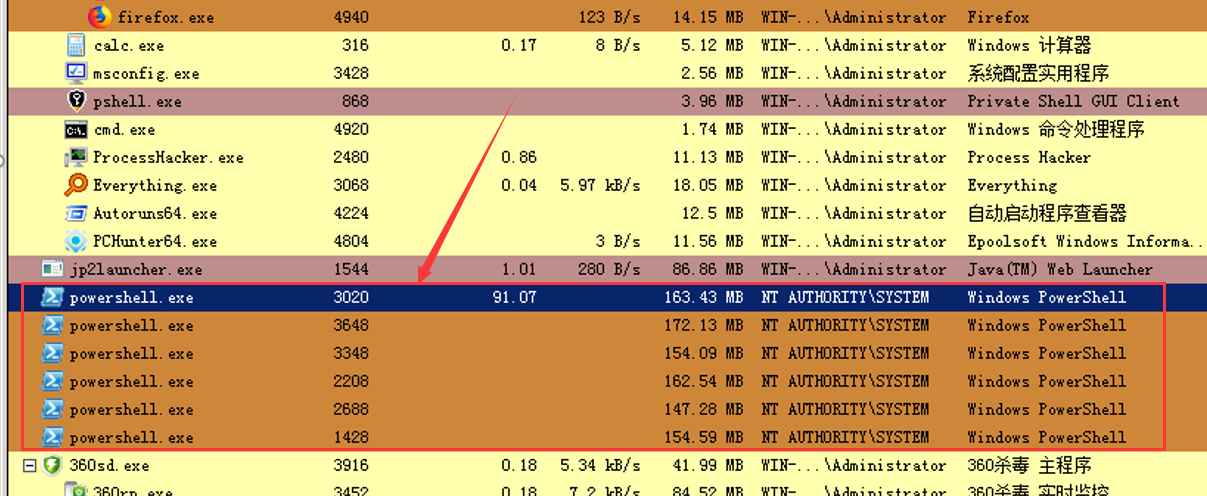 firefox.exe 4940 123 B/s 14.15 MB WIN-...\Administrator Firefox
calc.exe 316 0.17 8 B/s 5.12 MB WIN-...\Administrator Windows 计算器
msconfig.exe 3428 2.56 MB WIN-...\Administrator 系统配置实用程序
pshell.exe 868 3.96 MB WIN-...\Administrator Private Shell GUI Client
C:\. cmd.exe 4920 1.74 MB WIN-...\Administrator Windows 命令处理程序
ProcessHacker.exe 2480 0.86 11.13 MB WIN-...\Administrator Process Hacker
Everything.exe 3068 0.04 5.97 kB/s 18.05 MB WIN-...\Administrator Everything
Autoruns64.exe 4224 12.5 MB WIN-...\Administrator 自动启动程序查看器
PCHunter64.exe 4804 3 B/s 11.56 MB WIN-...\Administrator Epoolsoft Windows Informa..
jp2launcher.exe 1544 1.01 280 B/s 86.86 MB WIN-...\Administrator Java(TM) Web Launcher
powershell.exe 3020 91.07 163.43 MB NT AUTHORITY\SYSTEM Windows PowerShell
powershell.exe 3648 172.13 MB NT AUTHORITY\SYSTEM Windows PowerShell
powershell.exe 3348 154.09 MB NT AUTHORITY\SYSTEM Windows PowerShell
powershell.exe 2208 162.54 MB NT AUTHORITY\SYSTEM Windows PowerShell
powershell.exe 2688 147.28 MB NT AUTHORITY\SYSTEM Windows PowerShell
powershell.exe 1428 154.59 MB NT AUTHORITY\SYSTEM Windows PowerShell
360sd.exe 3916 0.18 5.34 kB/s 41.99 MB WIN-...\Administrator 360杀毒 主程序
360rp.exe 3452 0.18 7.2 kB/s 84.52 MB WIN-...\Administrator 360杀毒 实时监控